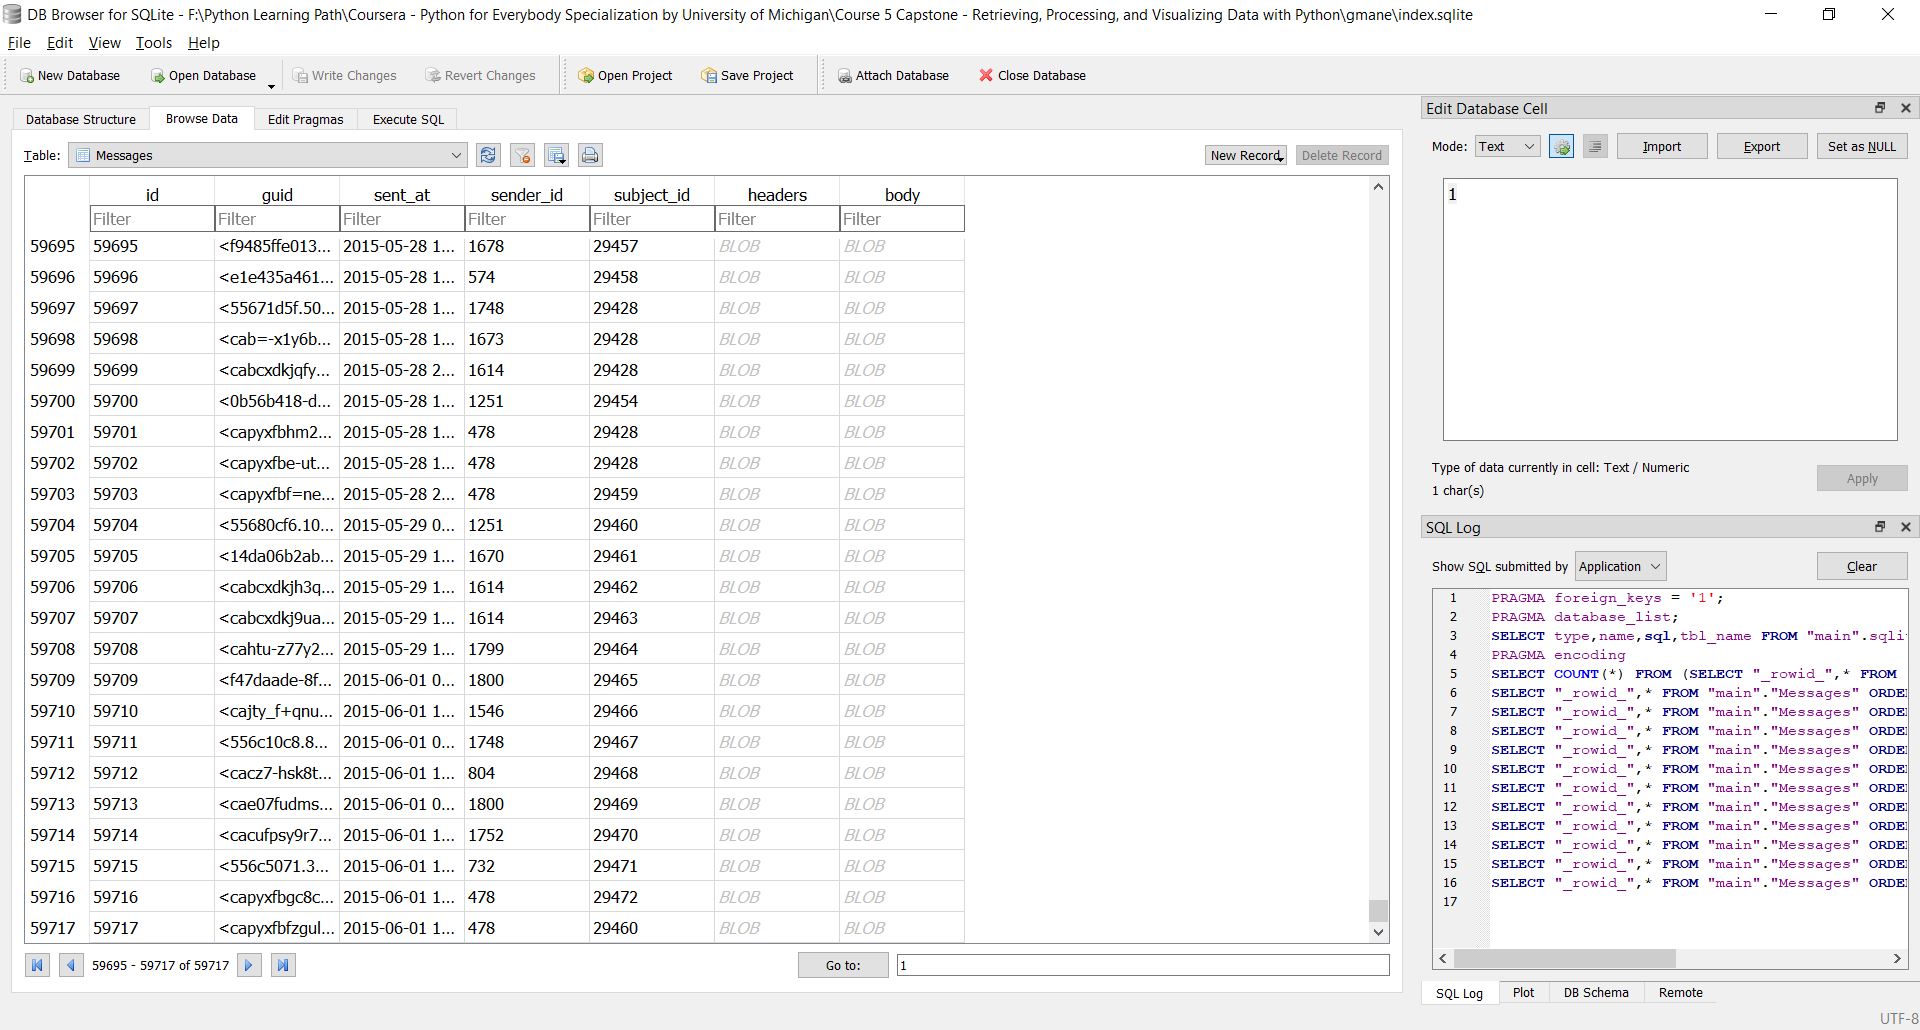 DB Browser for SQLite - F:\Python Learning Path\Coursera - Python for Everybody Specialization by University of Michigan\Course 5 Capstone - Retrieving, Processing, and Visualizing Data with Python\gmane\index.sqlite
File Edit View Tools Help
New Database Open Database Write Changes Revert Changes Open Project Save Project Attach Database Close Database
Database Structure Browse Data Edit Pragmas Execute SQL
Table: Messages New Record Delete Record
id guid sent_at sender_id subject_id headers body
Filter Filter Filter Filter Filter Filter Filter
59695 59695 <f9485ffe013... 2015-05-28 1... 1678 29457 BLOB BLOB
59696 59696 <e1e435a461... 2015-05-28 1... 574 29458 BLOB BLOB
59697 59697 <55671d5f.50... 2015-05-28 1... 1748 29428 BLOB BLOB
59698 59698 <cab=-x1y6b... 2015-05-28 1... 1673 29428 BLOB BLOB
59699 59699 <cabcxdkjqfy... 2015-05-28 2... 1614 29428 BLOB BLOB
59700 59700 <0b56b418-d... 2015-05-28 1... 1251 29454 BLOB BLOB
59701 59701 <capyxfbhm2... 2015-05-28 1... 478 29428 BLOB BLOB
59702 59702 <capyxfbe-ut... 2015-05-28 1... 478 29428 BLOB BLOB
59703 59703 <capyxfbf=ne... 2015-05-28 2... 478 29459 BLOB BLOB
59704 59704 <55680cf6.10... 2015-05-29 0... 1251 29460 BLOB BLOB
59705 59705 <14da06b2ab... 2015-05-29 1... 1670 29461 BLOB BLOB
59706 59706 <cabcxdkjh3q... 2015-05-29 1... 1614 29462 BLOB BLOB
59707 59707 <cabcxdkj9ua... 2015-05-29 1... 1614 29463 BLOB BLOB
59708 59708 <cahtu-z77y2... 2015-05-29 1... 1799 29464 BLOB BLOB
59709 59709 <f47daade-8f... 2015-06-01 0... 1800 29465 BLOB BLOB
59710 59710 <cajty_f+qnu... 2015-06-01 1... 1546 29466 BLOB BLOB
59711 59711 <556c10c8.8... 2015-06-01 0... 1748 29467 BLOB BLOB
59712 59712 <cacz7-hsk8t... 2015-06-01 1... 804 29468 BLOB BLOB
59713 59713 <cae07fudms... 2015-06-01 0... 1800 29469 BLOB BLOB
59714 59714 <cacufpsy9r7... 2015-06-01 1... 1752 29470 BLOB BLOB
59715 59715 <556c5071.3... 2015-06-01 1... 732 29471 BLOB BLOB
59716 59716 <capyxfbgc8c... 2015-06-01 1... 478 29472 BLOB BLOB
59717 59717 <capyxfbfzgul... 2015-06-01 1... 478 29460 BLOB BLOB
59695 - 59717 of 59717 Go to: 1
Edit Database Cell
Mode: Text Import Export Set as NULL
1
Type of data currently in cell: Text / Numeric
1 char(s) Apply
SQL Log
Show SQL submitted by Application Clear
1 PRAGMA foreign_keys = '1';
2 PRAGMA database_list;
3 SELECT type,name,sql,tbl_name FROM "main".sqli
4 PRAGMA encoding
5 SELECT COUNT(*) FROM (SELECT "_rowid_",* FROM
6 SELECT "_rowid_",* FROM "main"."Messages" ORDE
7 SELECT "_rowid_",* FROM "main"."Messages" ORDE
8 SELECT "_rowid_",* FROM "main"."Messages" ORDE
9 SELECT "_rowid_",* FROM "main"."Messages" ORDE
10 SELECT "_rowid_",* FROM "main"."Messages" ORDE
11 SELECT "_rowid_",* FROM "main"."Messages" ORDE
12 SELECT "_rowid_",* FROM "main"."Messages" ORDE
13 SELECT "_rowid_",* FROM "main"."Messages" ORDE
14 SELECT "_rowid_",* FROM "main"."Messages" ORDE
15 SELECT "_rowid_",* FROM "main"."Messages" ORDE
16 SELECT "_rowid_",* FROM "main"."Messages" ORDE
17
SQL Log Plot DB Schema Remote
UTF-8